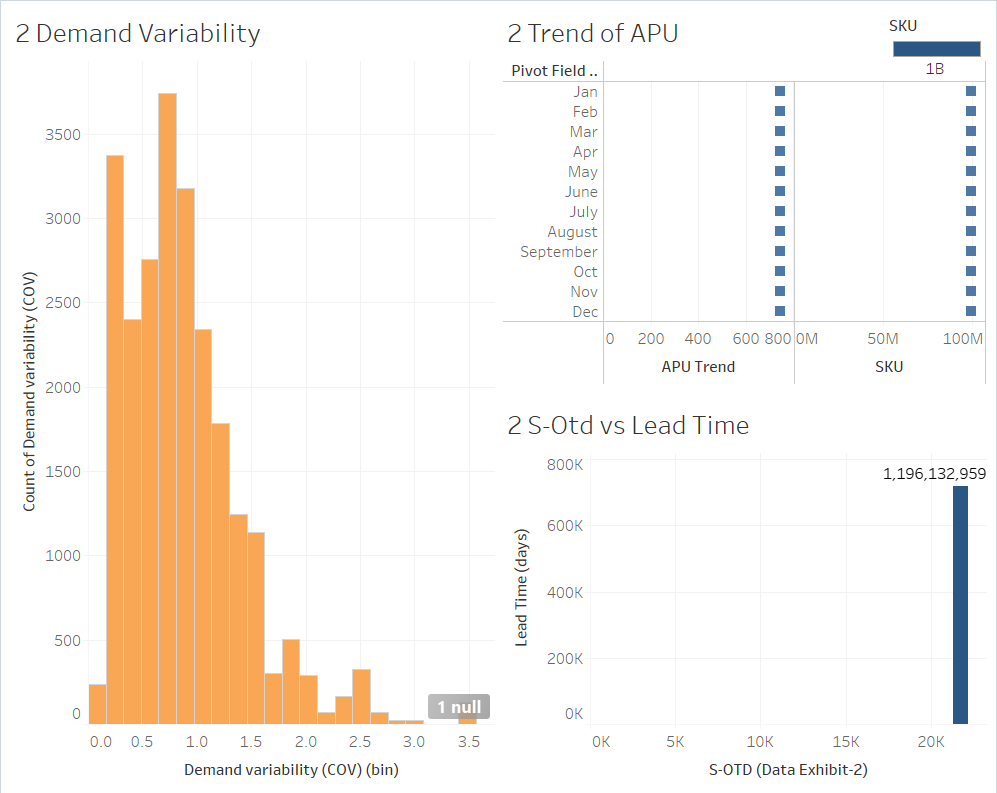 2 Demand Variability
3500
3000
2500
2000
1500
1000
500
0
Count of Demand variability (COV)
1 null
0.0 0.5 1.0 1.5 2.0 2.5 3.0 3.5
Demand variability (COV) (bin)
2 Trend of APU
SKU
1B
Pivot Field ..
Jan
Feb
Mar
Apr
May
June
July
August
September
Oct
Nov
Dec
0 200 400 600 800 0M 50M 100M
APU Trend SKU
2 S-Otd vs Lead Time
800K
600K
400K
200K
0K
Lead Time (days)
1,196,132,959
0K 5K 10K 15K 20K
S-OTD (Data Exhibit-2)